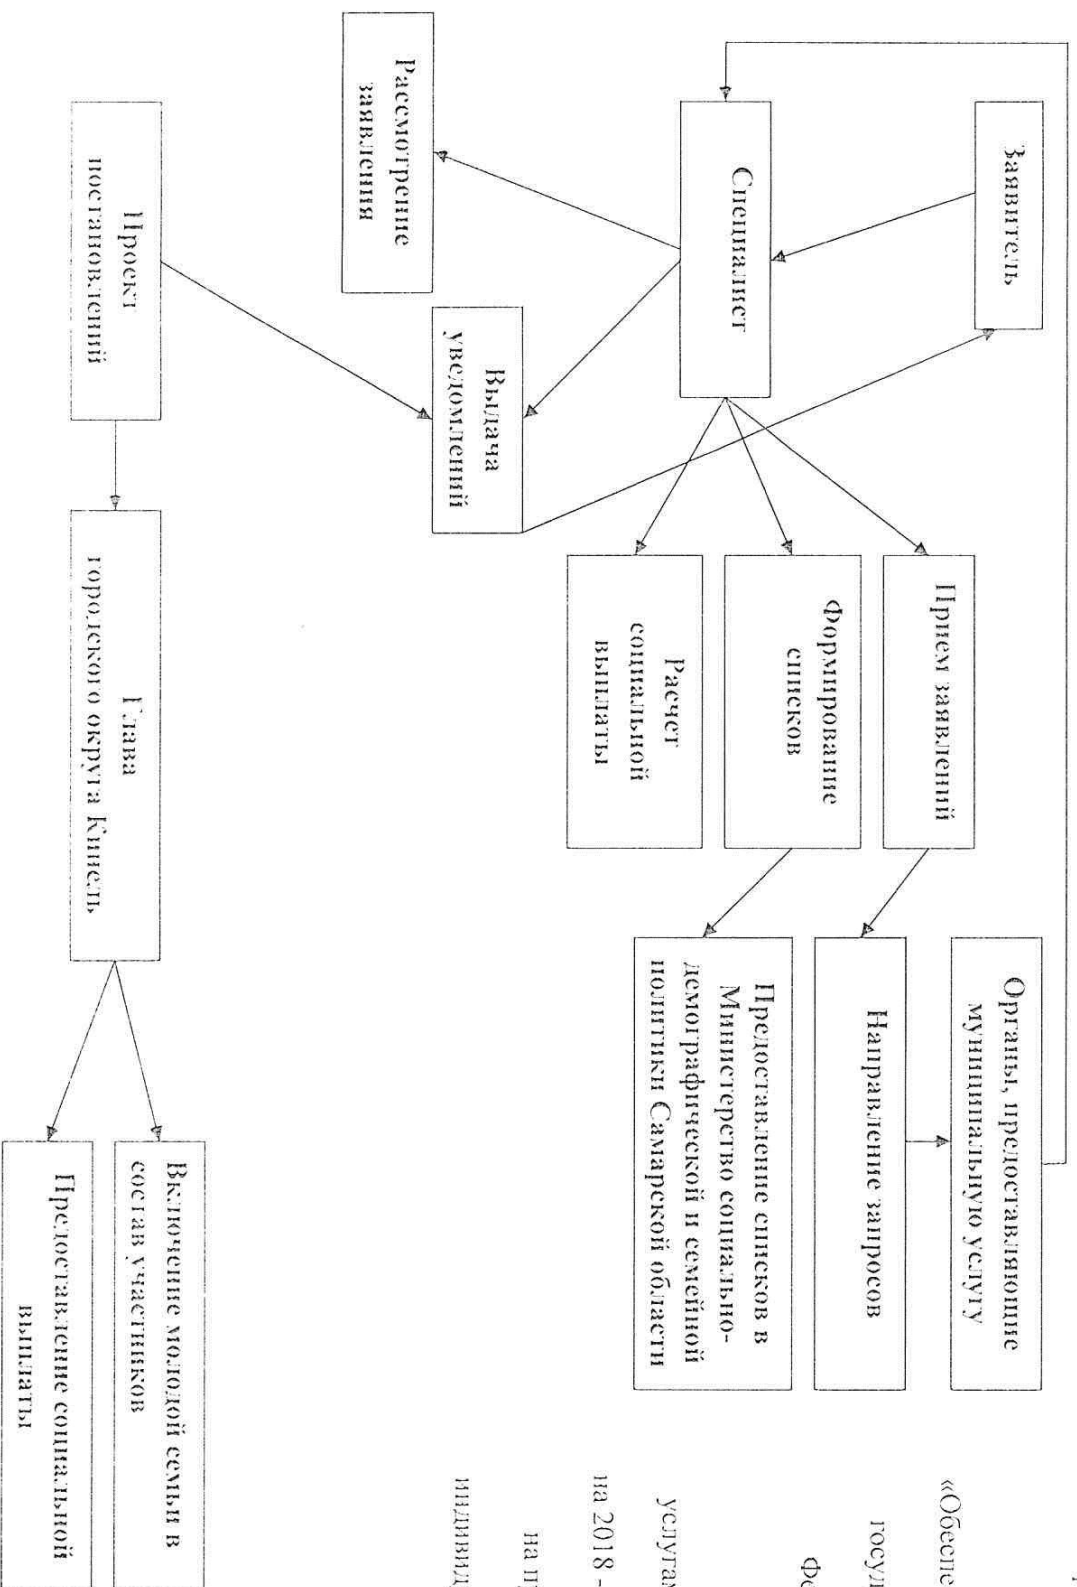 «Обеспе
госул
Фе
услугам
на 2018 -
на пр
индивид
Заявитель
Специалист
Рассмотрение
заявления
Выдача
уведомлений
Проект
постановлений
Прием заявлений
Формирование
списков
Расчет
социальной
выплаты
Глава
городского округа Кинель
Органы, предоставляющие
муниципальную услугу
Направление запросов
Предоставление списков в
Министерство социально-
демографической и семейной
политики Самарской области
Включение молодой семьи в
состав участников
Предоставление социальной
выплаты